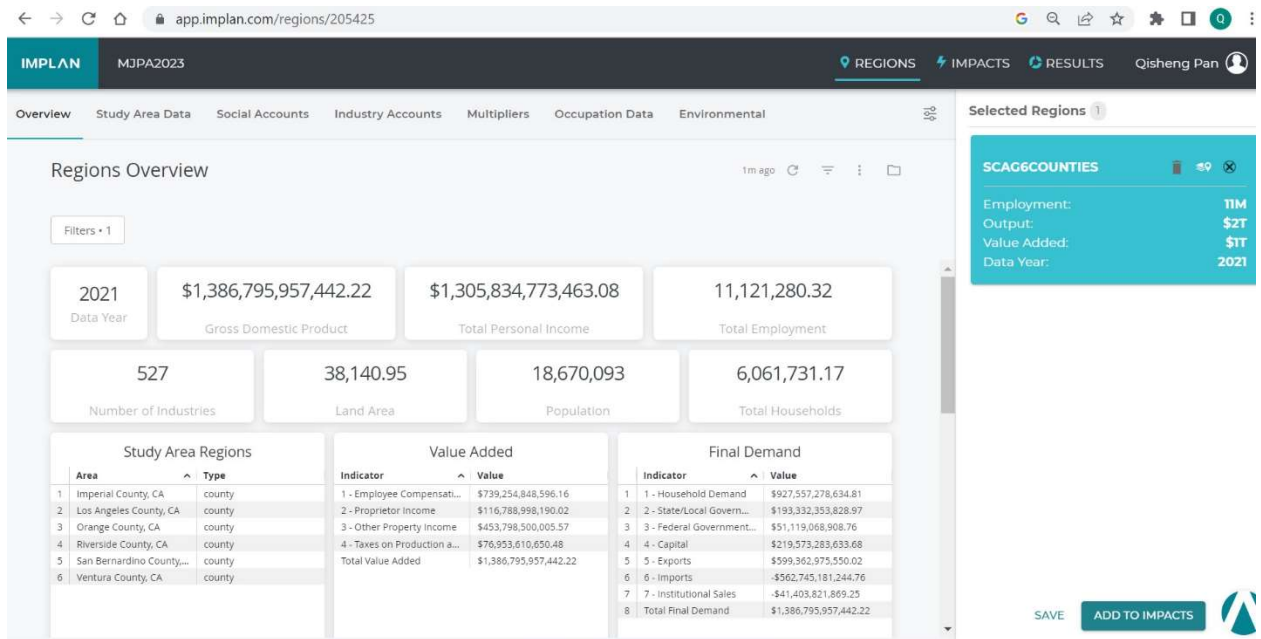 app.implan.com/regions/205425
G
Q
IMPLAN MJPA2023 REGIONS IMPACTS RESULTS Qisheng Pan
Overview Study Area Data Social Accounts Industry Accounts Multipliers Occupation Data Environmental
Regions Overview
1m ago
Filters • 1
2021
Data Year
$1,386,795,957,442.22
Gross Domestic Product
$1,305,834,773,463.08
Total Personal Income
11,121,280.32
Total Employment
527
Number of Industries
38,140.95
Land Area
18,670,093
Population
6,061,731.17
Total Households
Study Area Regions
Area Type
1 Imperial County, CA county
2 Los Angeles County, CA county
3 Orange County, CA county
4 Riverside County, CA county
5 San Bernardino County,... county
6 Ventura County, CA county
Value Added
Indicator Value
1 - Employee Compensati... $739,254,848,596.16
2 - Proprietor Income $116,788,998,190.02
3 - Other Property Income $453,798,500,005.57
4 - Taxes on Production a... $76,953,610,650.48
Total Value Added $1,386,795,957,442.22
Final Demand
Indicator Value
1 1 - Household Demand $927,557,278,634.81
2 2 - State/Local Govern... $193,332,353,828.97
3 3 - Federal Government... $51,119,068,908.76
4 4 - Capital $219,573,283,633.68
5 5 - Exports $599,362,975,550.02
6 6 - Imports -$562,745,181,244.76
7 7 - Institutional Sales -$41,403,821,869.25
8 Total Final Demand $1,386,795,957,442.22
Selected Regions 1
SCAG6COUNTIES
Employment: 11M
Output: $2T
Value Added: $1T
Data Year: 2021
SAVE ADD TO IMPACTS